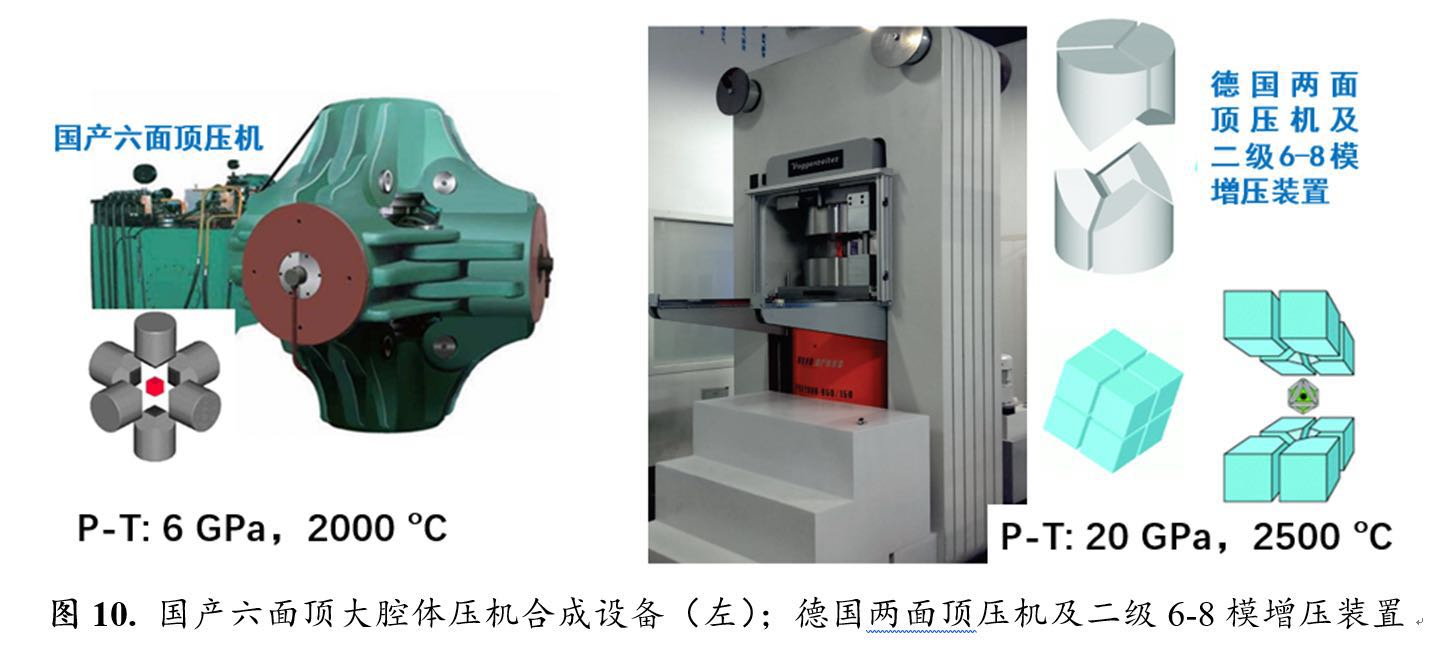 国产六面顶压机
P-T: 6 GPa，2000 ℃
Voggenreiter
德国两面
顶压机及
二级6-8模
增压装置
P-T: 20 GPa，2500 ℃
图 10. 国产六面顶大腔体压机合成设备（左）；德国两面顶压机及二级 6-8 模增压装置